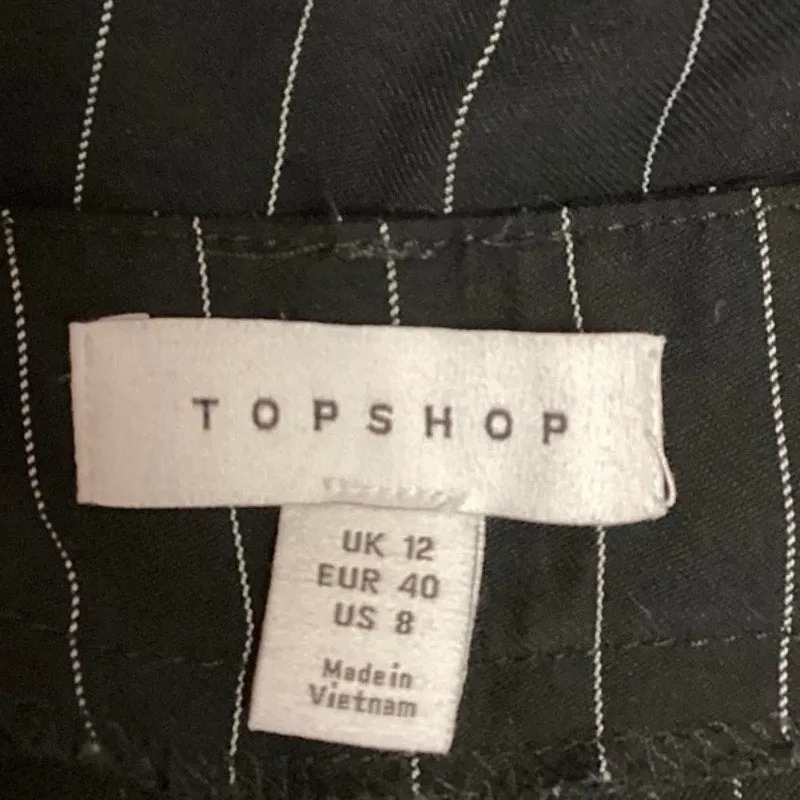 TOPSHOP
UK 12
EUR 40
US 8
Made in
Vietnam